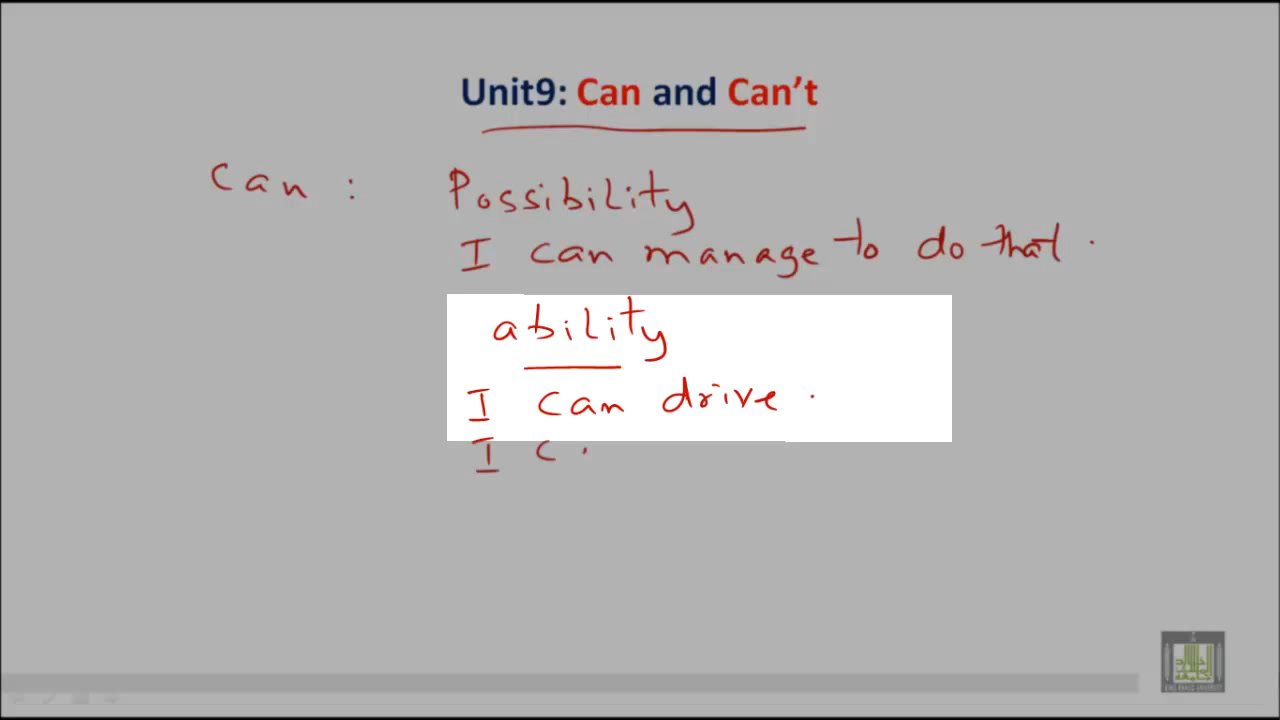 Unit9: Can and Can't
Can : Possibility
I can manage to do that .
ability
I can drive .
I c